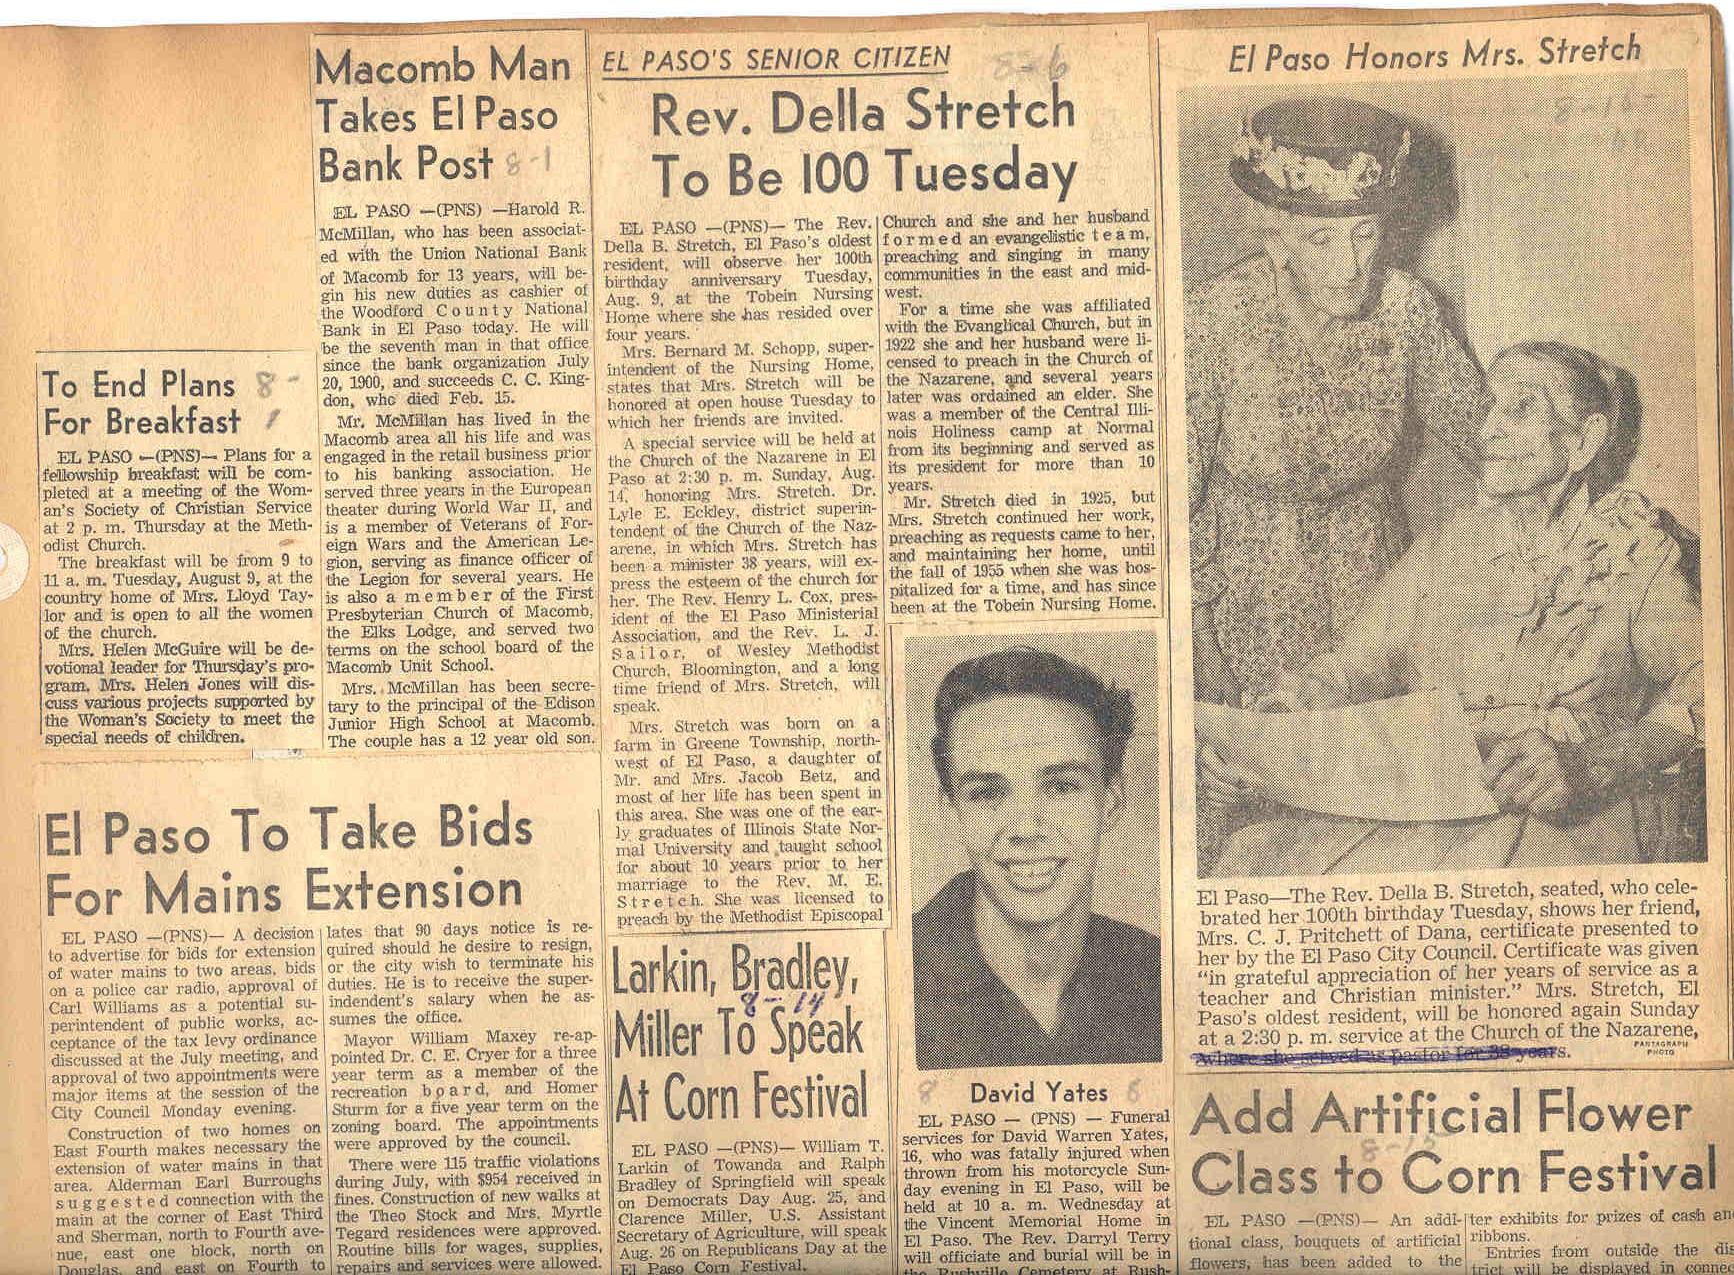 Macomb Man
Takes El Paso
Bank Post 8-1
EL PASO —(PNS) —Harold R.
McMillan, who has been associat-
ed with the Union National Bank
of Macomb for 13 years, will be-
gin his new duties as cashier of
the Woodford County National
Bank in El Paso today. He will
be the seventh man in that office
since the bank organization July
20, 1900, and succeeds C. C. King-
don, who died Feb. 15.
Mr. McMillan has lived in the
Macomb area all his life and was
engaged in the retail business prior
to his banking association. He
served three years in the European
theater during World War II, and
is a member of Veterans of For-
eign Wars and the American Le-
gion, serving as finance officer of
the Legion for several years. He
is also a member of the First
Presbyterian Church of Macomb,
the Elks Lodge, and served two
terms on the school board of the
Macomb Unit School.
Mrs. McMillan has been secre-
tary to the principal of the Edison
Junior High School at Macomb.
The couple has a 12 year old son.
To End Plans 8-
For Breakfast 1
EL PASO —(PNS)— Plans for a
fellowship breakfast will be com-
pleted at a meeting of the Wom-
an's Society of Christian Service
at 2 p. m. Thursday at the Meth-
odist Church.
The breakfast will be from 9 to
11 a. m. Tuesday, August 9, at the
country home of Mrs. Lloyd Tay-
lor and is open to all the women
of the church.
Mrs. Helen McGuire will be de-
votional leader for Thursday's pro-
gram. Mrs. Helen Jones will dis-
cuss various projects supported by
the Woman's Society to meet the
special needs of children.
El Paso To Take Bids
For Mains Extension
EL PASO —(PNS)— A decision
to advertise for bids for extension
of water mains to two areas, bids
on a police car radio, approval of
Carl Williams as a potential su-
perintendent of public works, ac-
ceptance of the tax levy ordinance
discussed at the July meeting, and
approval of two appointments were
major items at the session of the
City Council Monday evening.
Construction of two homes on
East Fourth makes necessary the
extension of water mains in that
area. Alderman Earl Burroughs
suggested connection with the
main at the corner of East Third
and Sherman, north to Fourth ave-
nue, east one block, north on
Douglas, and east on Fourth to
lates that 90 days notice is re-
quired should he desire to resign,
or the city wish to terminate his
duties. He is to receive the super-
indendent's salary when he as-
sumes the office.
Mayor William Maxey re-ap-
pointed Dr. C. E. Cryer for a three
year term as a member of the
recreation board, and Homer
Sturm for a five year term on the
zoning board. The appointments
were approved by the council.
There were 115 traffic violations
during July, with $954 received in
fines. Construction of new walks at
the Theo Stock and Mrs. Myrtle
Tegard residences were approved.
Routine bills for wages, supplies,
repairs and services were allowed.
EL PASO'S SENIOR CITIZEN 8-6
Rev. Della Stretch
To Be 100 Tuesday
EL PASO —(PNS)— The Rev.
Della B. Stretch, El Paso's oldest
resident, will observe her 100th
birthday anniversary Tuesday,
Aug. 9, at the Tobein Nursing
Home where she has resided over
four years.
Mrs. Bernard M. Schopp, super-
intendent of the Nursing Home,
states that Mrs. Stretch will be
honored at open house Tuesday to
which her friends are invited.
A special service will be held at
the Church of the Nazarene in El
Paso at 2:30 p. m. Sunday, Aug.
14, honoring Mrs. Stretch. Dr.
Lyle E. Eckley, district superin-
tendent of the Church of the Naz-
arene, in which Mrs. Stretch has
been a minister 38 years, will ex-
press the esteem of the church for
her. The Rev. Henry L. Cox, pres-
ident of the El Paso Ministerial
Association, and the Rev. L. J.
Sailor, of Wesley Methodist
Church, Bloomington, and a long
time friend of Mrs. Stretch, will
speak.
Mrs. Stretch was born on a
farm in Greene Township, north-
west of El Paso, a daughter of
Mr. and Mrs. Jacob Betz, and
most of her life has been spent in
this area. She was one of the ear-
ly graduates of Illinois State Nor-
mal University and taught school
for about 10 years prior to her
marriage to the Rev. M. E.
Stretch. She was licensed to
preach by the Methodist Episcopal
Church and she and her husband
formed an evangelistic team,
preaching and singing in many
communities in the east and mid-
west.
For a time she was affiliated
with the Evanglical Church, but in
1922 she and her husband were li-
censed to preach in the Church of
the Nazarene, and several years
later was ordained an elder. She
was a member of the Central Illi-
nois Holiness camp at Normal
from its beginning and served as
its president for more than 10
years.
Mr. Stretch died in 1925, but
Mrs. Stretch continued her work,
preaching as requests came to her,
and maintaining her home, until
the fall of 1955 when she was hos-
pitalized for a time, and has since
been at the Tobein Nursing Home.
Larkin, Bradley,
8-14
Miller To Speak
At Corn Festival
EL PASO —(PNS)— William T.
Larkin of Towanda and Ralph
Bradley of Springfield will speak
on Democrats Day Aug. 25, and
Clarence Miller, U.S. Assistant
Secretary of Agriculture, will speak
Aug. 26 on Republicans Day at the
El Paso Corn Festival.
8 David Yates 6
EL PASO — (PNS) — Funeral
services for David Warren Yates,
16, who was fatally injured when
thrown from his motorcycle Sun-
day evening in El Paso, will be
held at 10 a. m. Wednesday at
the Vincent Memorial Home in
El Paso. The Rev. Darryl Terry
will officiate and burial will be in
the Rushville Cemetery at Rush-
El Paso Honors Mrs. Stretch
El Paso—The Rev. Della B. Stretch, seated, who cele-
brated her 100th birthday Tuesday, shows her friend,
Mrs. C. J. Pritchett of Dana, certificate presented to
her by the El Paso City Council. Certificate was given
"in grateful appreciation of her years of service as a
teacher and Christian minister." Mrs. Stretch, El
Paso's oldest resident, will be honored again Sunday
at a 2:30 p. m. service at the Church of the Nazarene,
where she served as pastor for 38 years.
PANTAGRAPH
PHOTO
Add Artificial Flower
8-15
Class to Corn Festival
EL PASO —(PNS)— An addi-
tional class, bouquets of artificial
flowers, has been added to the
ter exhibits for prizes of cash and
ribbons.
Entries from outside the dis-
trict will be displayed in connec-